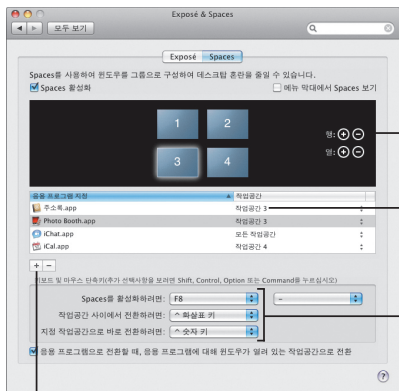 Exposé & Spaces
모두 보기
Exposé Spaces
Spaces를 사용하여 윈도우를 그룹으로 구성하여 데스크탑 혼란을 줄일 수 있습니다.
Spaces 활성화 메뉴 막대에서 Spaces 보기
1 2
3 4
행:
열:
응용 프로그램 지정 작업공간
주소록.app 작업공간 3
Photo Booth.app 작업공간 3
iChat.app 모든 작업공간
iCal.app 작업공간 4
+ −
키보드 및 마우스 단축키(추가 선택사항을 보려면 Shift, Control, Option 또는 Command를 누르십시오)
Spaces를 활성화하려면: F8 –
작업공간 사이에서 전환하려면: ^ 화살표 키
지정 작업공간으로 바로 전환하려면: ^ 숫자 키
응용 프로그램으로 전환할 때, 응용 프로그램에 대해 윈도우가 열려 있는 작업공간으로 전환
?